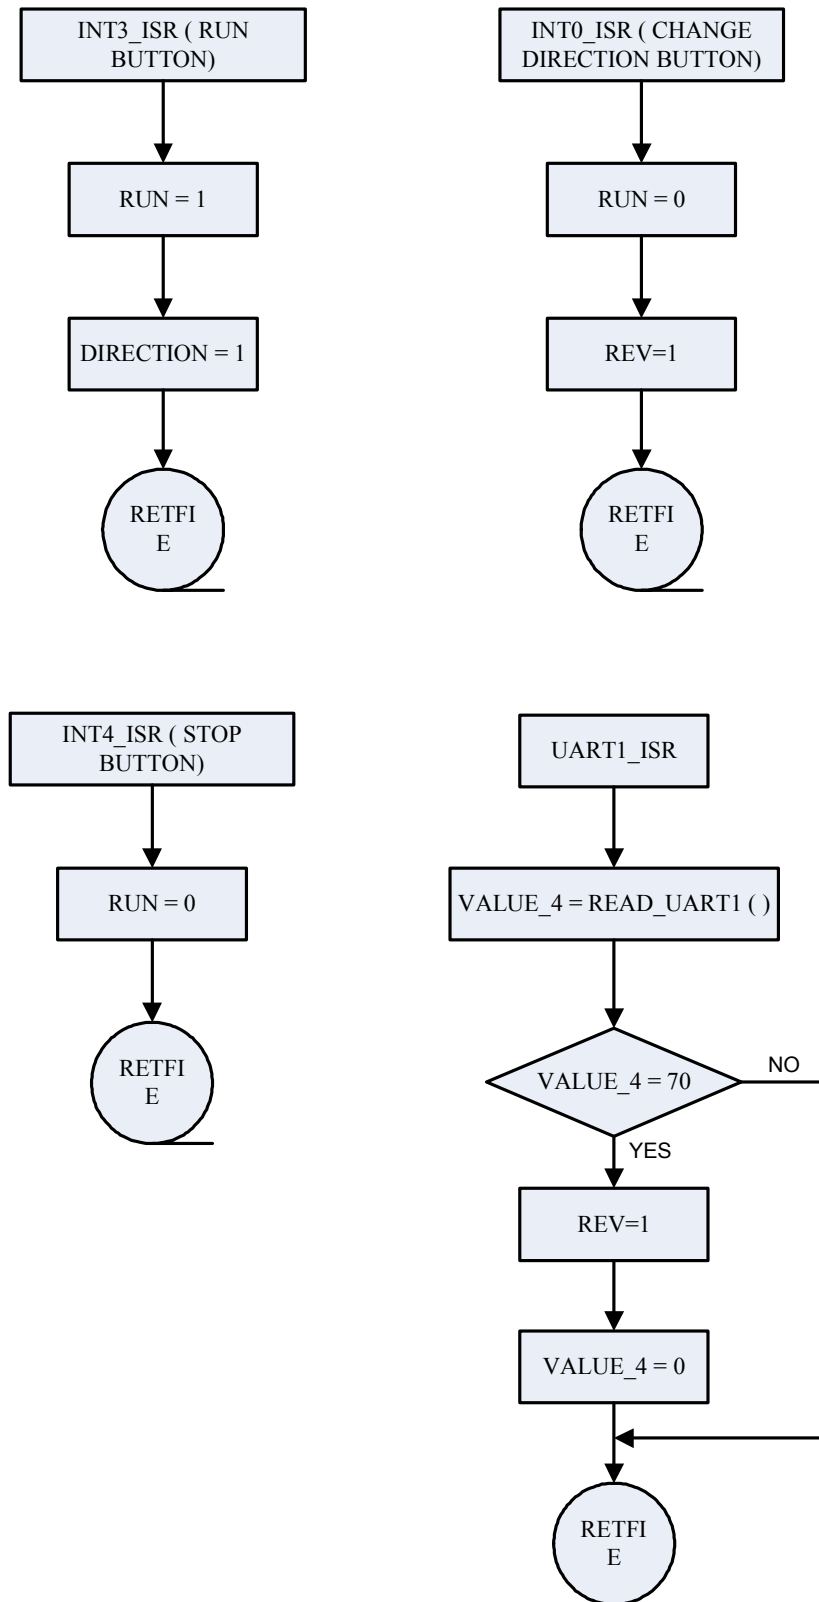 INT3_ISR ( RUN
BUTTON)
RUN = 1
DIRECTION = 1
RETFI
E
INT0_ISR ( CHANGE
DIRECTION BUTTON)
RUN = 0
REV=1
RETFI
E
INT4_ISR ( STOP
BUTTON)
RUN = 0
RETFI
E
UART1_ISR
VALUE_4 = READ_UART1 ( )
VALUE_4 = 70
NO
YES
REV=1
VALUE_4 = 0
RETFI
E